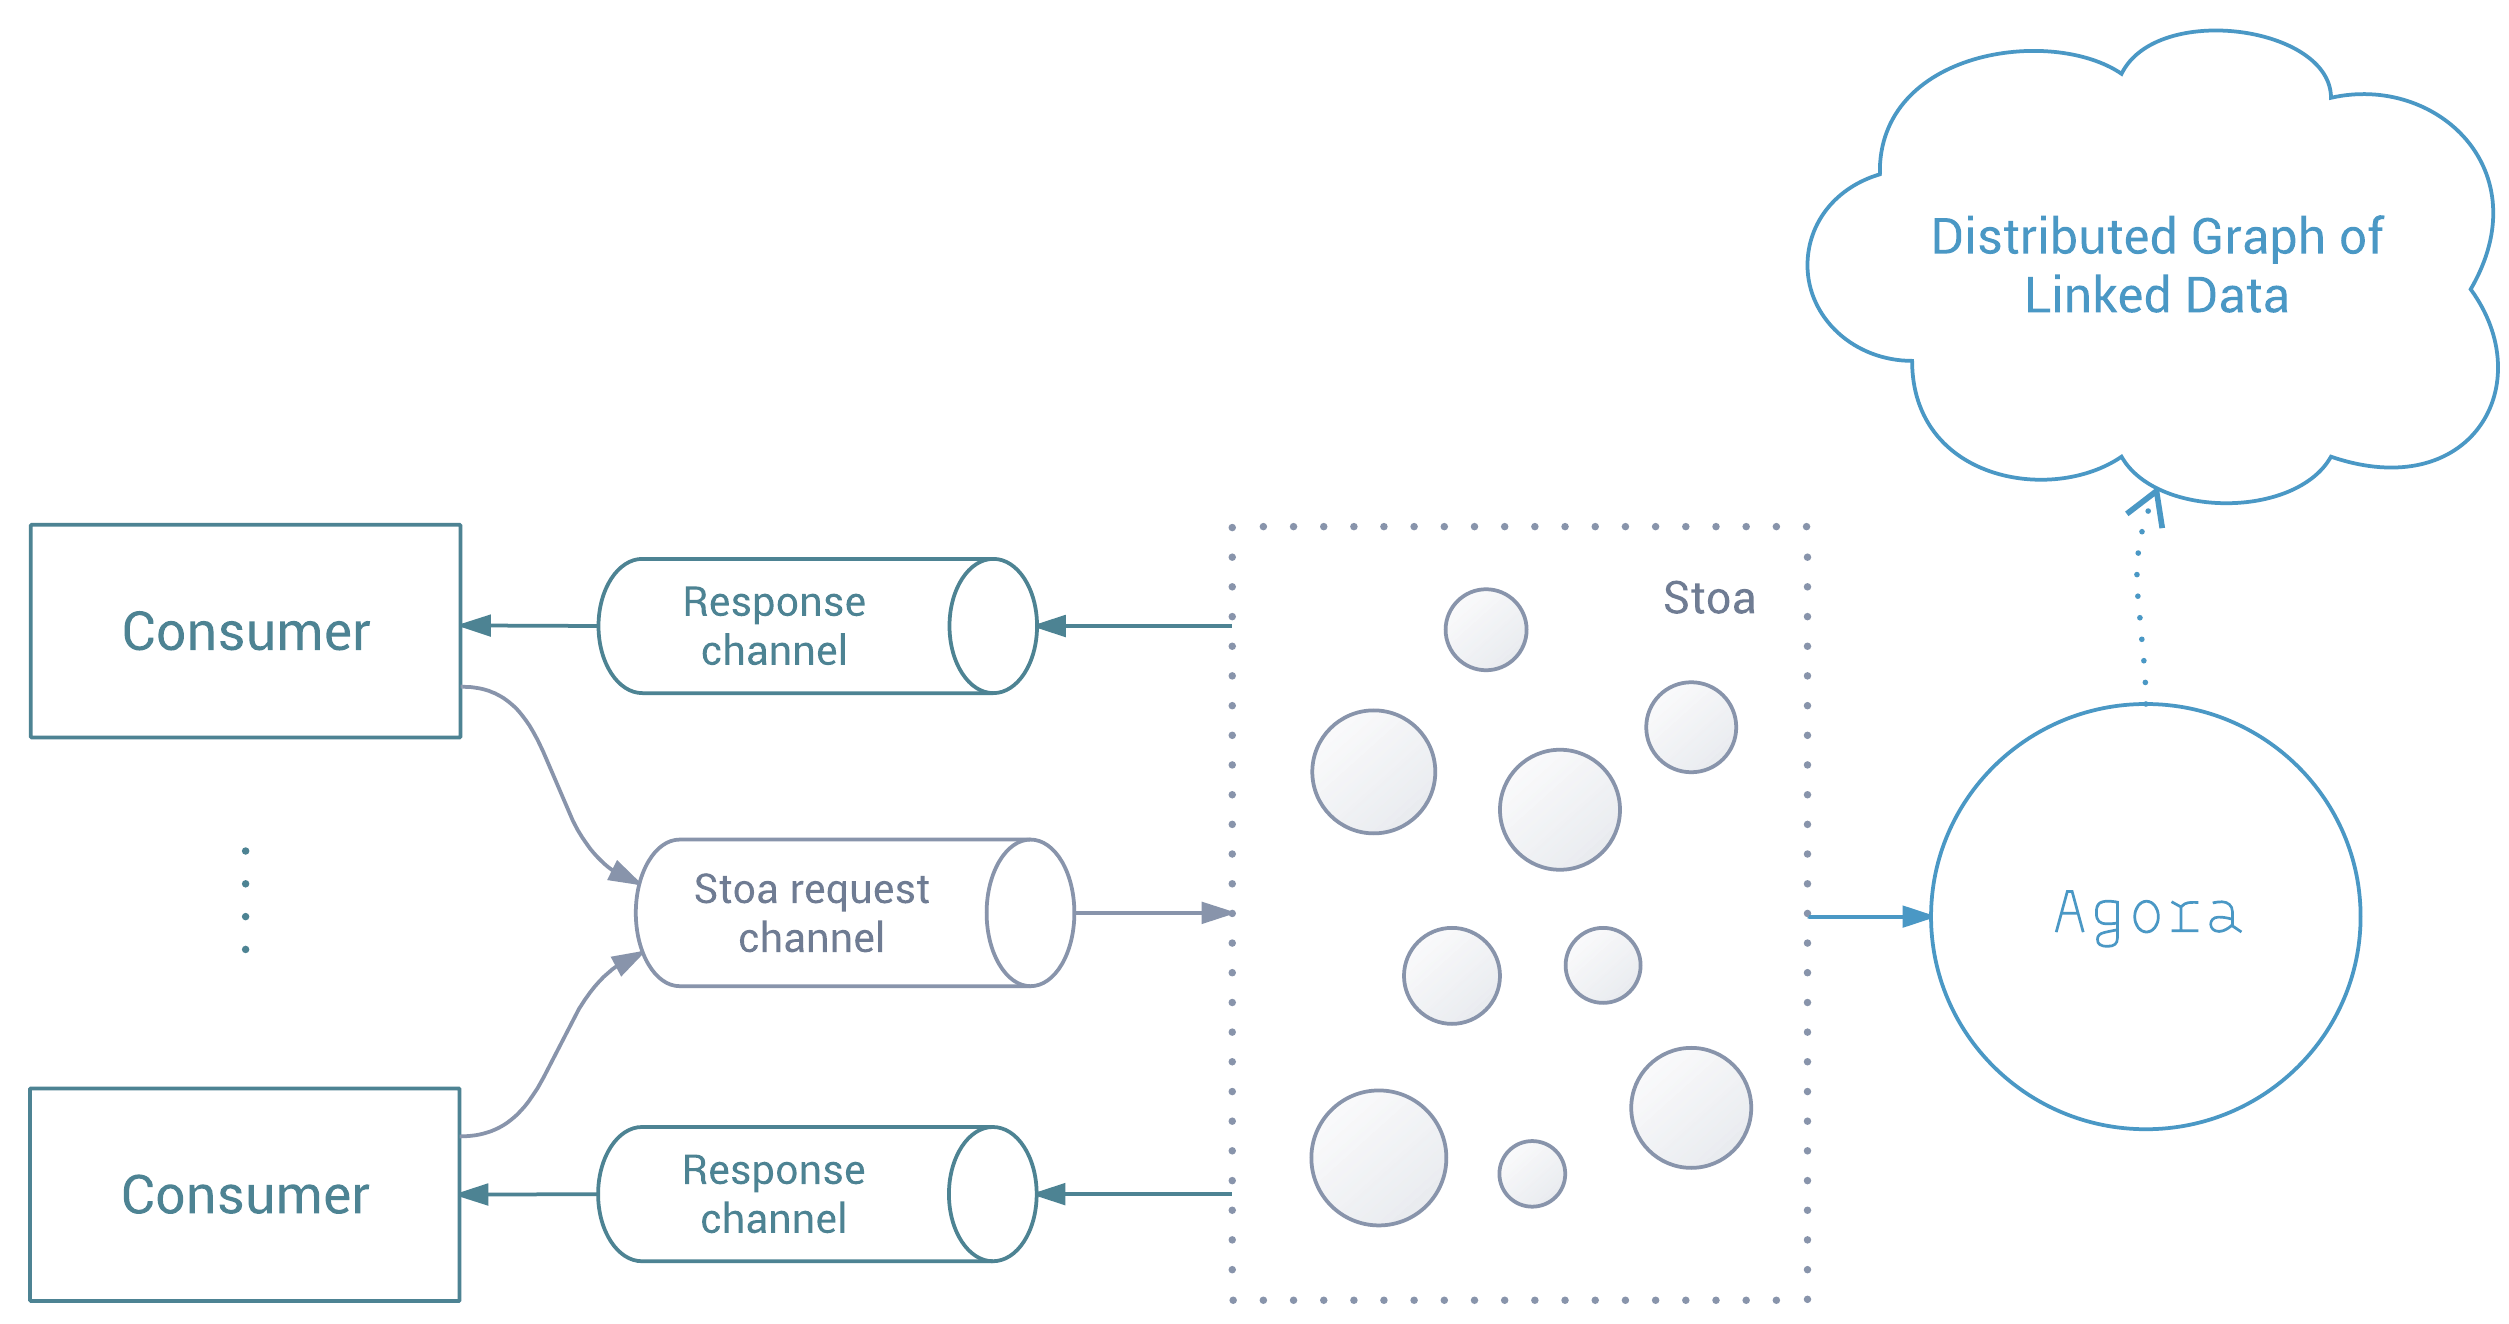 Distributed Graph of
Linked Data
Consumer
Response
channel
Stoa
Stoa request
channel
Agora
Consumer
Response
channel